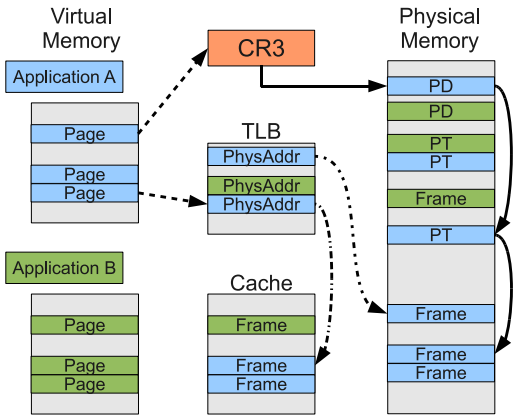 Virtual
Memory
Application A
Page
Page
Page
Application B
Page
Page
Page
CR3
TLB
PhysAddr
PhysAddr
PhysAddr
Cache
Frame
Frame
Frame
Physical
Memory
PD
PD
PT
PT
Frame
PT
Frame
Frame
Frame